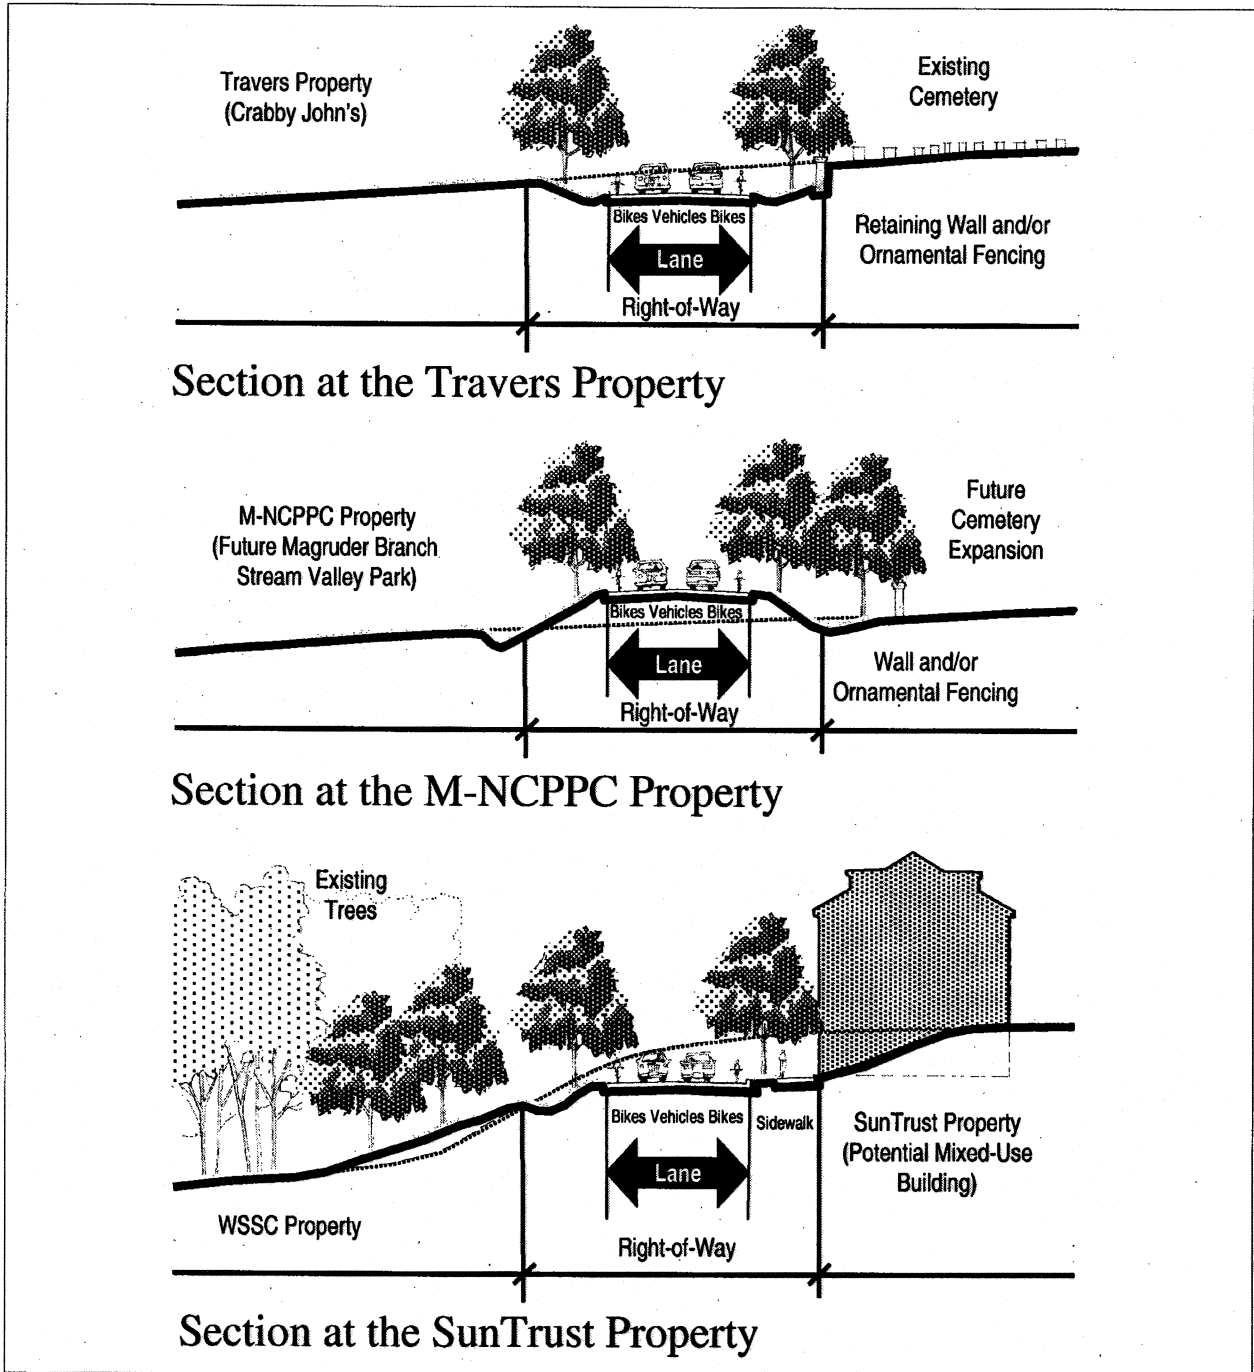 Travers Property
(Crabby John's)
Existing
Cemetery
Bikes Vehicles Bikes
Lane
Right-of-Way
Retaining Wall and/or
Ornamental Fencing
Section at the Travers Property
M-NCPPC Property
(Future Magruder Branch
Stream Valley Park)
Future
Cemetery
Expansion
Bikes Vehicles Bikes
Lane
Right-of-Way
Wall and/or
Ornamental Fencing
Section at the M-NCPPC Property
Existing
Trees
Bikes Vehicles Bikes
Sidewalk
Lane
Right-of-Way
SunTrust Property
(Potential Mixed-Use
Building)
WSSC Property
Section at the SunTrust Property